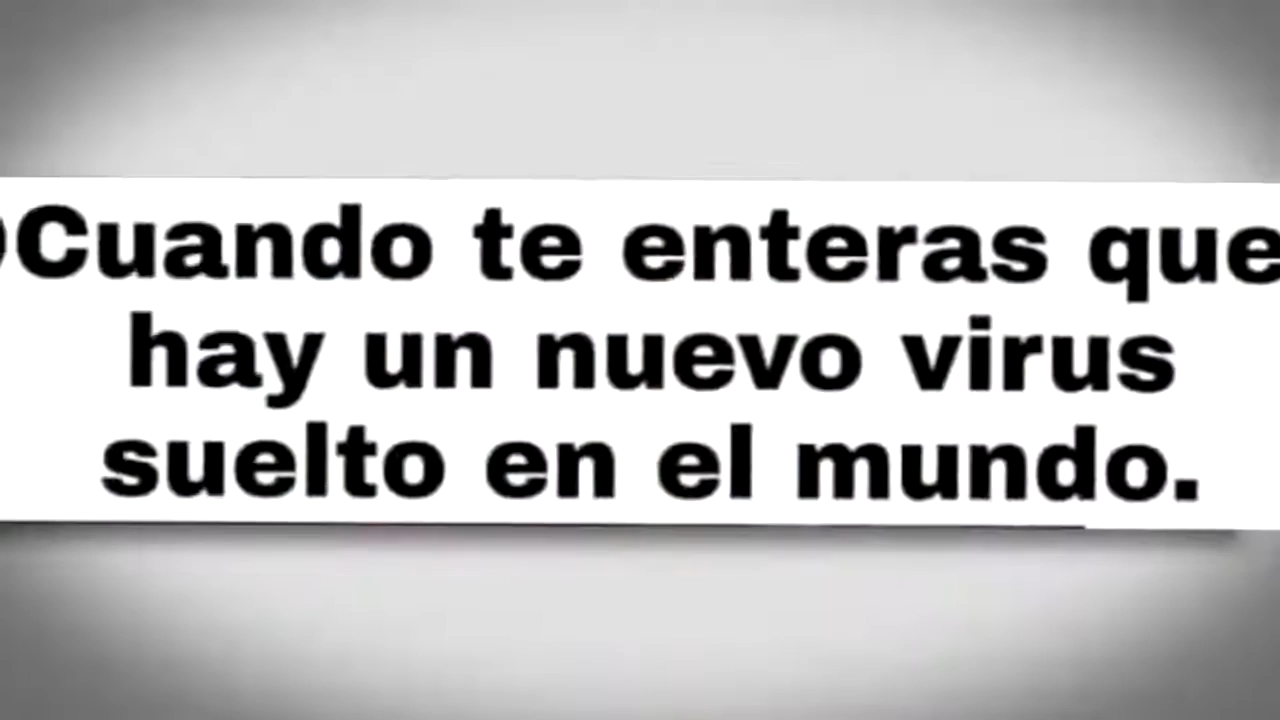 Cuando te enteras que
hay un nuevo virus
suelto en el mundo.